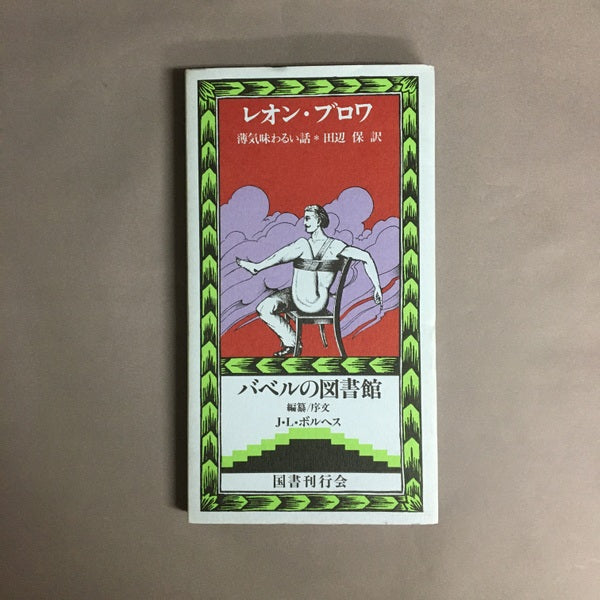 レオン・ブロワ
薄気味わるい話＊田辺 保 訳
バベルの図書館
編纂/序文
J・L・ボルヘス
国書刊行会